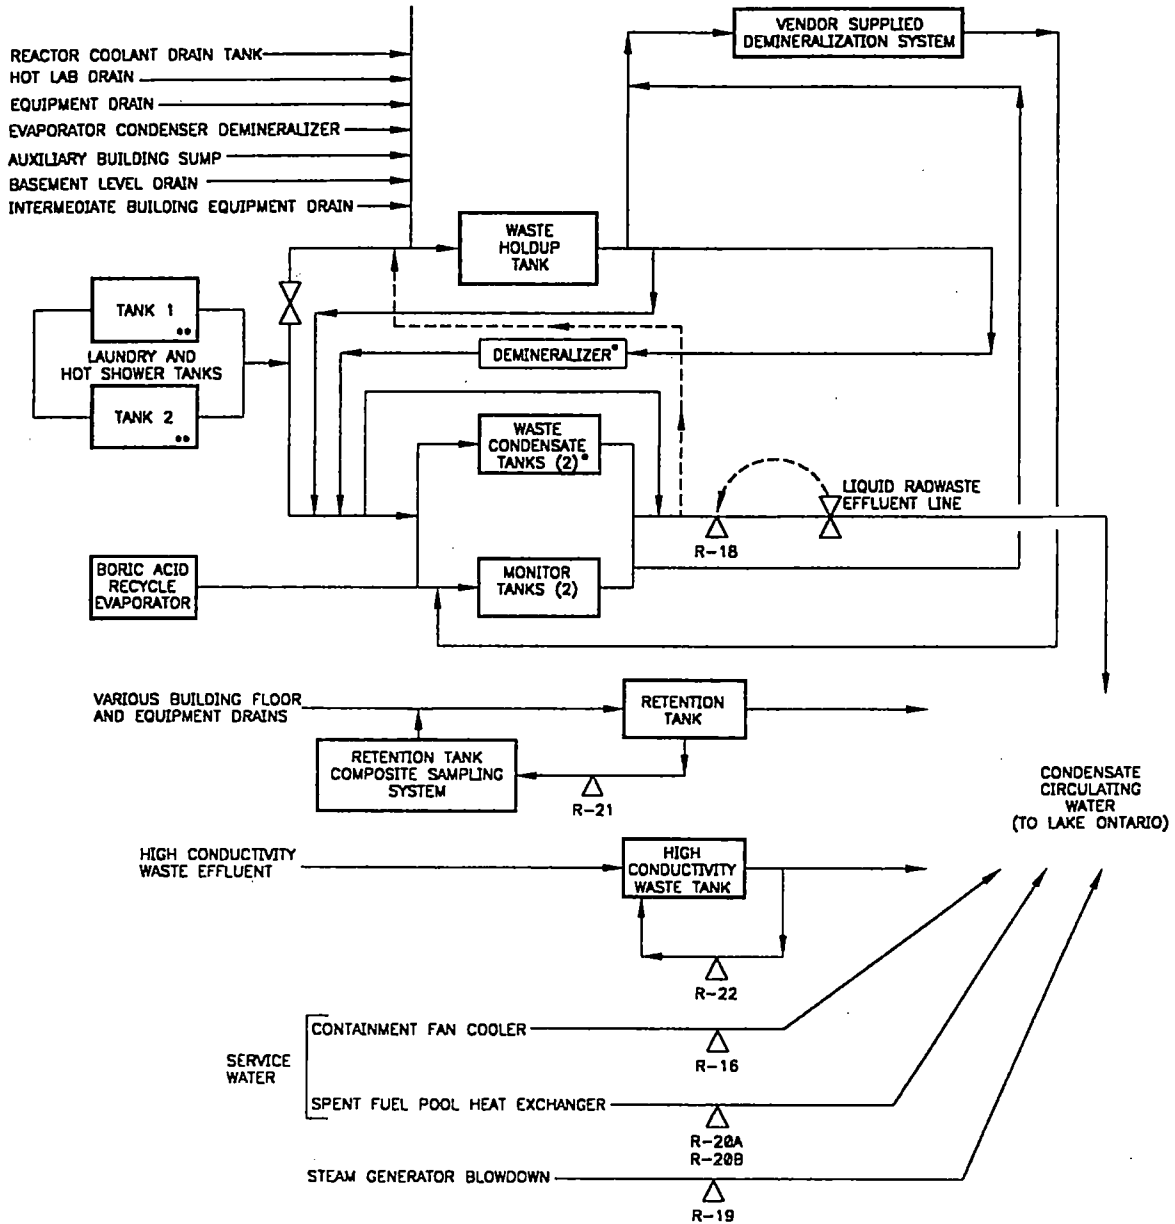 VENDOR SUPPLIED
DEMINERALIZATION SYSTEM
REACTOR COOLANT DRAIN TANK
HOT LAB DRAIN
EQUIPMENT DRAIN
EVAPORATOR CONDENSER DEMINERALIZER
AUXILIARY BUILDING SUMP
BASEMENT LEVEL DRAIN
INTERMEDIATE BUILDING EQUIPMENT DRAIN
WASTE
HOLDUP
TANK
TANK 1
**
LAUNDRY AND
HOT SHOWER TANKS
TANK 2
**
DEMINERALIZER*
WASTE
CONDENSATE
TANKS (2)*
LIQUID RADWASTE
EFFLUENT LINE
R-18
BORIC ACID
RECYCLE
EVAPORATOR
MONITOR
TANKS (2)
VARIOUS BUILDING FLOOR
AND EQUIPMENT DRAINS
RETENTION
TANK
RETENTION TANK
COMPOSITE SAMPLING
SYSTEM
R-21
CONDENSATE
CIRCULATING
WATER
(TO LAKE ONTARIO)
HIGH CONDUCTIVITY
WASTE EFFLUENT
HIGH
CONDUCTIVITY
WASTE TANK
R-22
SERVICE
WATER
CONTAINMENT FAN COOLER
R-16
SPENT FUEL POOL HEAT EXCHANGER
R-20A
R-20B
STEAM GENERATOR BLOWDOWN
R-19